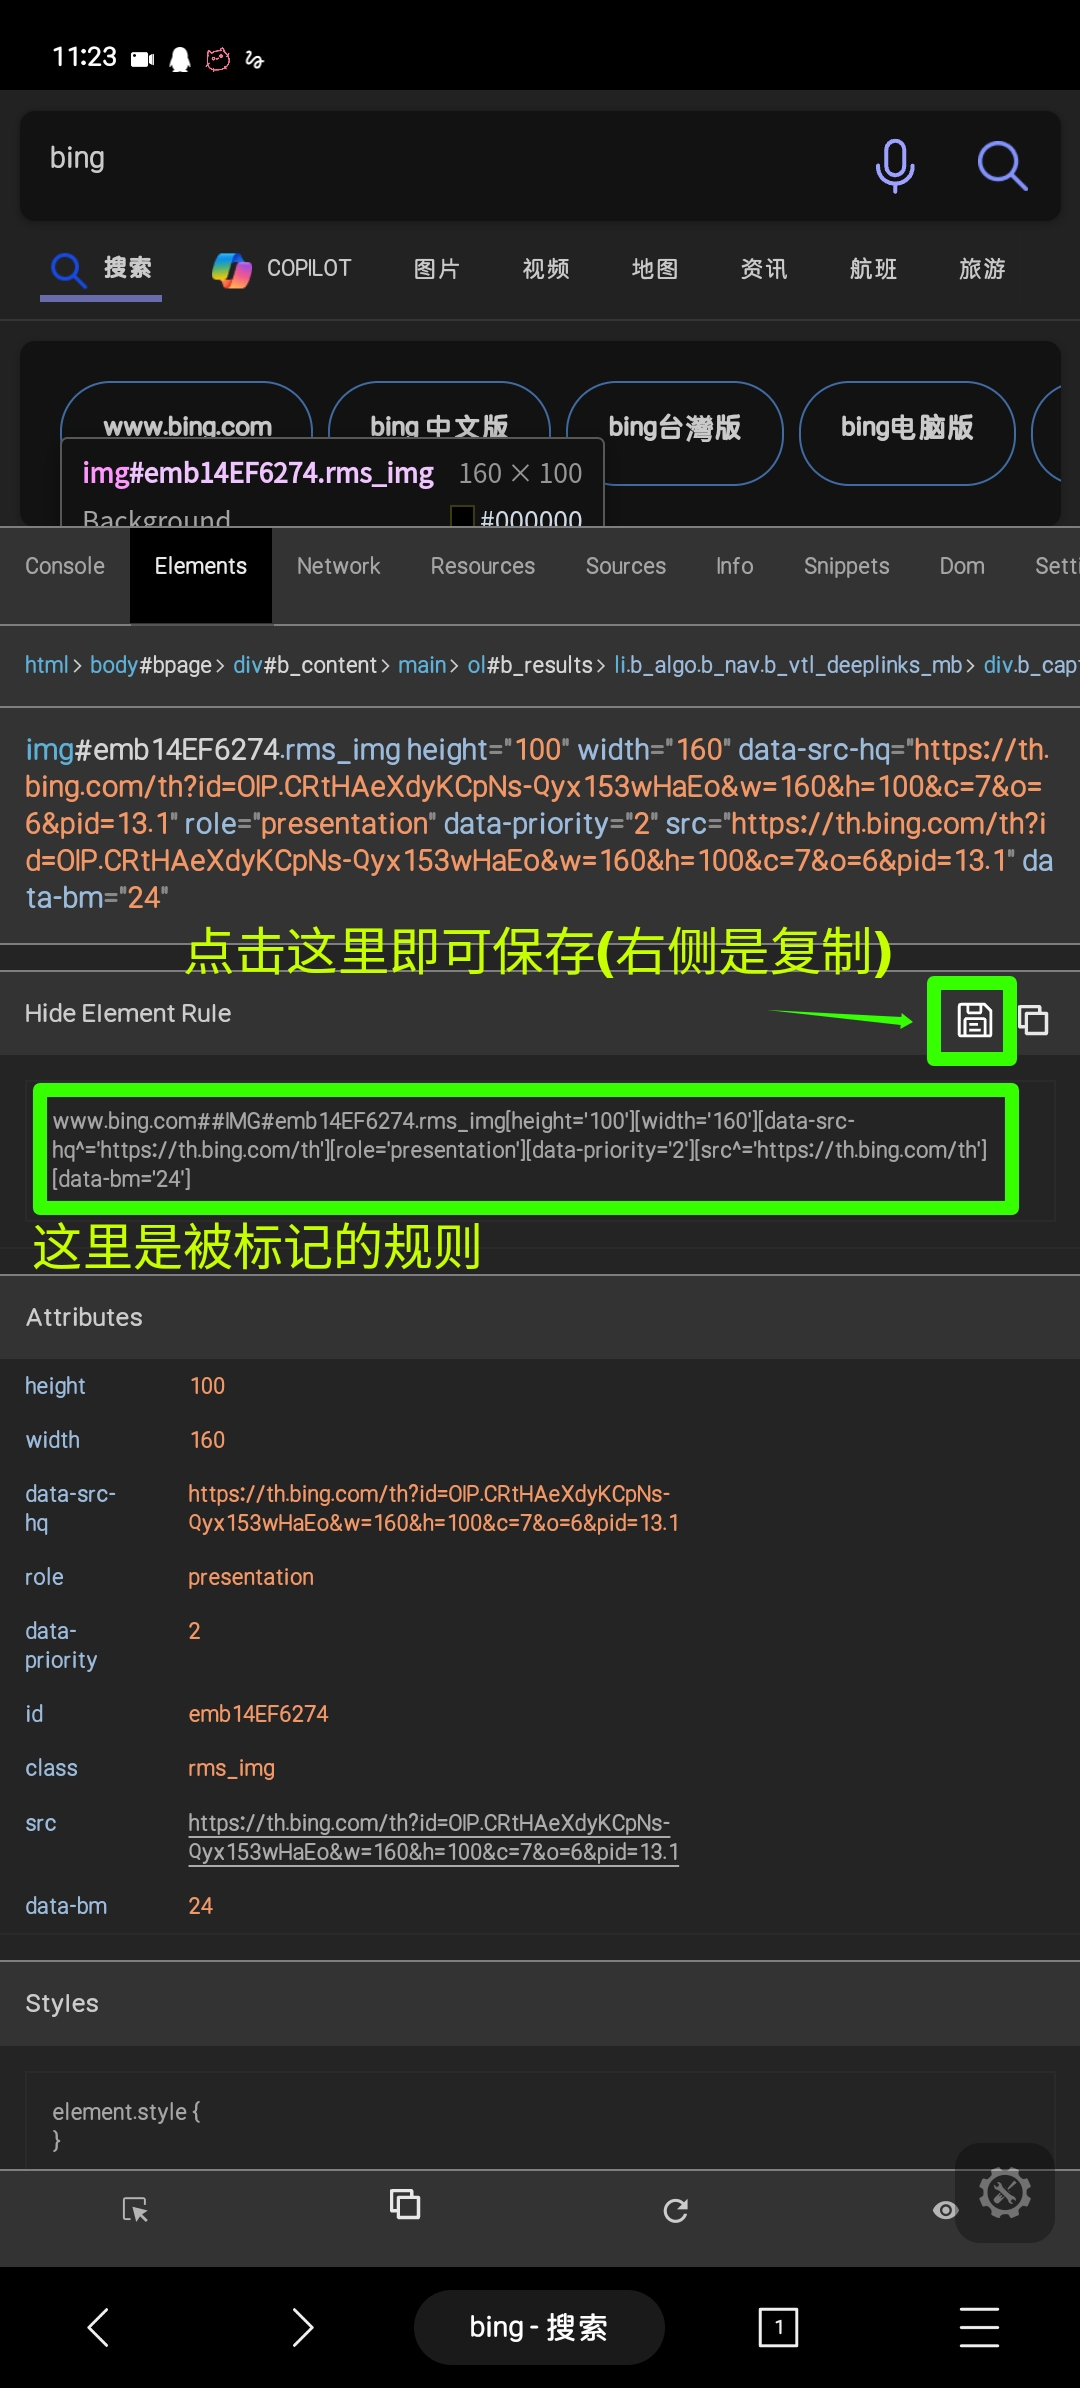 11:23
bing
搜索 COPILOT 图片 视频 地图 资讯 航班 旅游
www.bing.com bing 中文版 bing台灣版 bing电脑版
img#emb14EF6274.rms_img 160 × 100
Background #000000
Console Elements Network Resources Sources Info Snippets Dom Setti
html > body#bpage > div#b_content > main > ol#b_results > li.b_algo.b_nav.b_vtl_deeplinks_mb > div.b_cap
img#emb14EF6274.rms_img height="100" width="160" data-src-hq="https://th.
bing.com/th?id=OIP.CRtHAeXdyKCpNs-Qyx153wHaEo&w=160&h=100&c=7&o=
6&pid=13.1" role="presentation" data-priority="2" src="https://th.bing.com/th?i
d=OIP.CRtHAeXdyKCpNs-Qyx153wHaEo&w=160&h=100&c=7&o=6&pid=13.1" da
ta-bm="24"
点击这里即可保存(右侧是复制)
Hide Element Rule
www.bing.com##IMG#emb14EF6274.rms_img[height='100'][width='160'][data-src-
hq^='https://th.bing.com/th'][role='presentation'][data-priority='2'][src^='https://th.bing.com/th']
[data-bm='24']
这里是被标记的规则
Attributes
height 100
width 160
data-src- https://th.bing.com/th?id=OIP.CRtHAeXdyKCpNs-
hq Qyx153wHaEo&w=160&h=100&c=7&o=6&pid=13.1
role presentation
data- 2
priority
id emb14EF6274
class rms_img
src https://th.bing.com/th?id=OIP.CRtHAeXdyKCpNs-
Qyx153wHaEo&w=160&h=100&c=7&o=6&pid=13.1
data-bm 24
Styles
element.style {
}
bing - 搜索 1